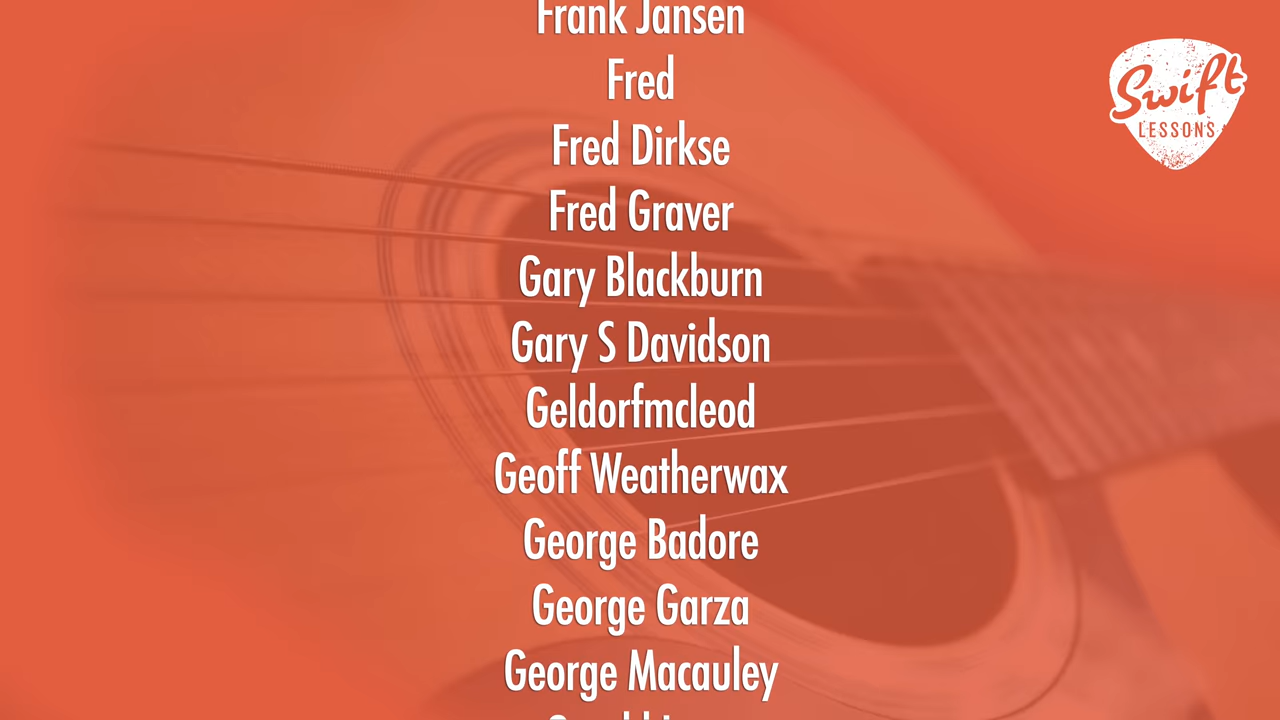 Frank Jansen
Fred
Fred Dirkse
Fred Graver
Gary Blackburn
Gary S Davidson
Geldorfmcleod
Geoff Weatherwax
George Badore
George Garza
George Macauley
Swift
LESSONS